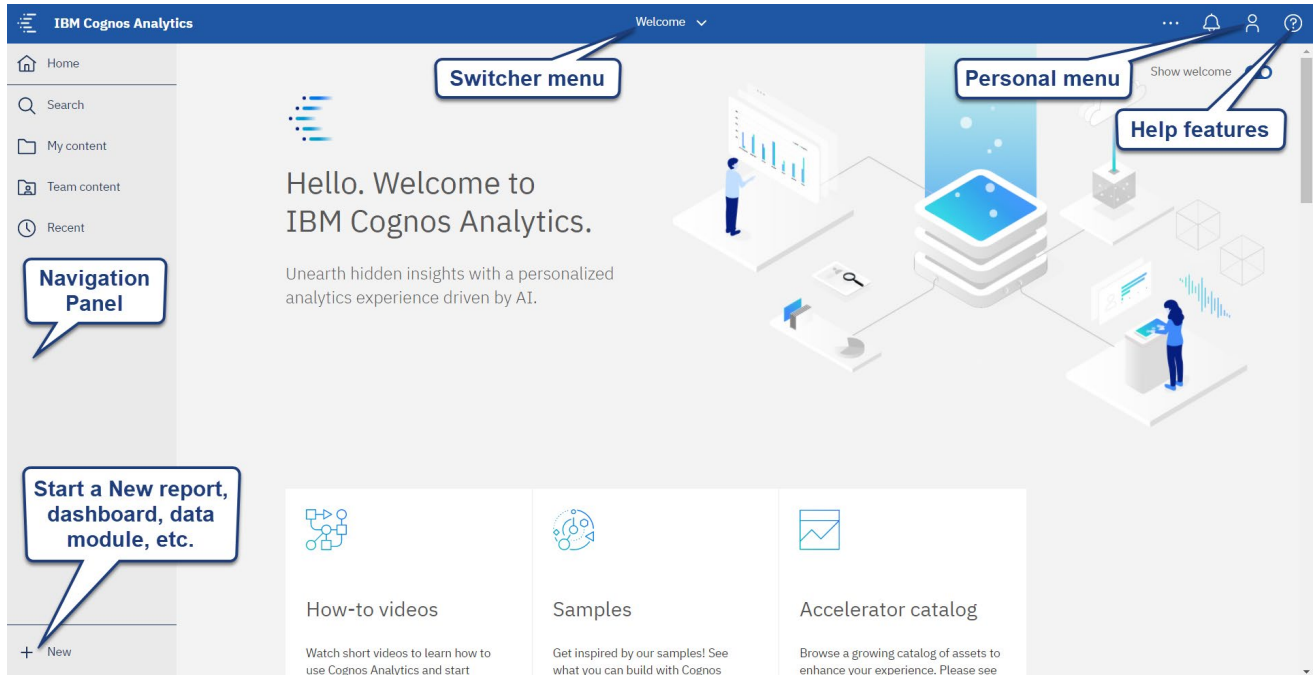 IBM Cognos Analytics
Welcome
Switcher menu
Personal menu
Show welcome
Help features
Home
Search
My content
Team content
Recent
Navigation
Panel
Hello. Welcome to
IBM Cognos Analytics.
Unearth hidden insights with a personalized
analytics experience driven by AI.
Start a New report,
dashboard, data
module, etc.
New
How-to videos
Watch short videos to learn how to
use Cognos Analytics and start
Samples
Get inspired by our samples! See
what you can build with Cognos
Accelerator catalog
Browse a growing catalog of assets to
enhance your experience. Please see